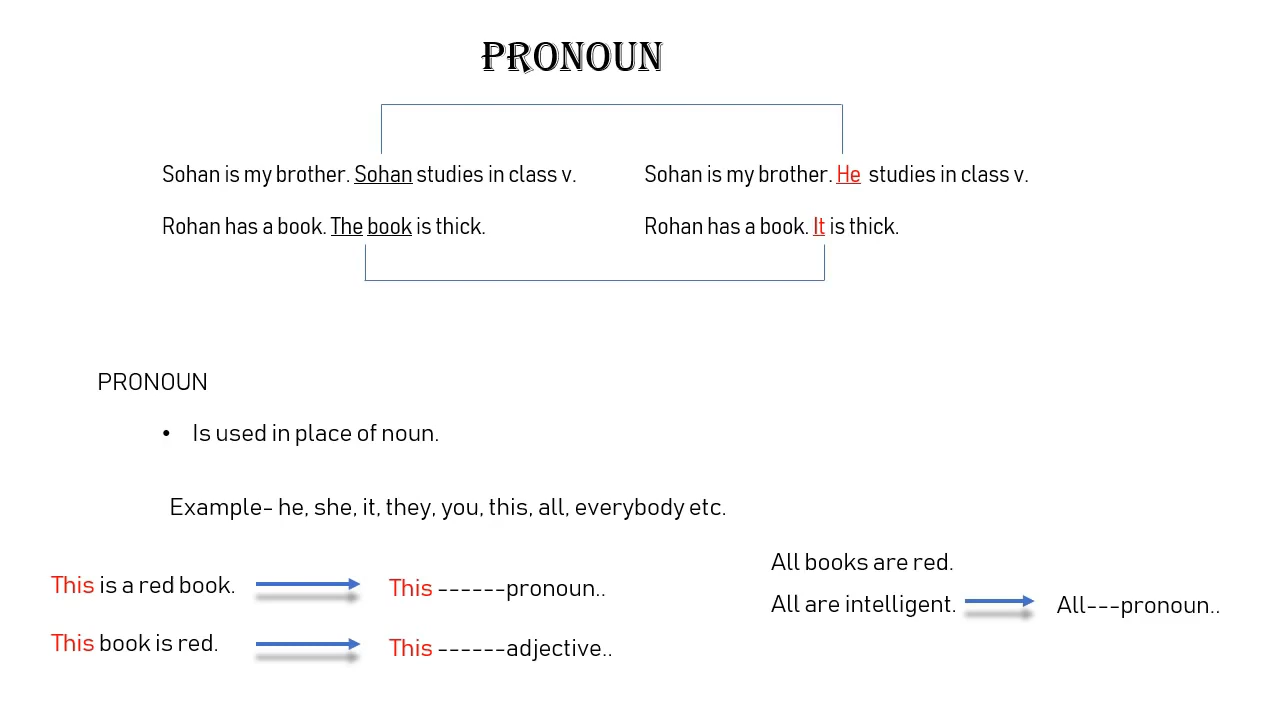 PRONOUN
Sohan is my brother. Sohan studies in class v.
Sohan is my brother. He studies in class v.
Rohan has a book. The book is thick.
Rohan has a book. It is thick.
PRONOUN
• Is used in place of noun.
Example- he, she, it, they, you, this, all, everybody etc.
This is a red book.
This ------pronoun..
This book is red.
This ------adjective..
All books are red.
All are intelligent.
All---pronoun..